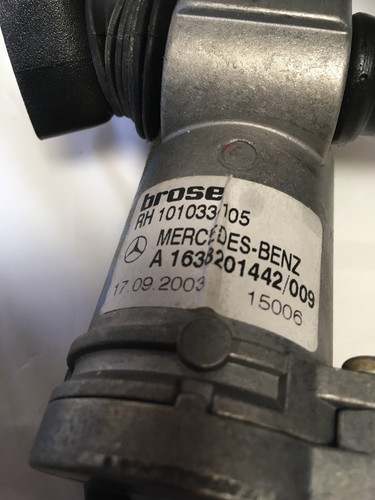 brose
RH 101033-105
MERCEDES-BENZ
A 1638201442/009
17.09.2003 15006